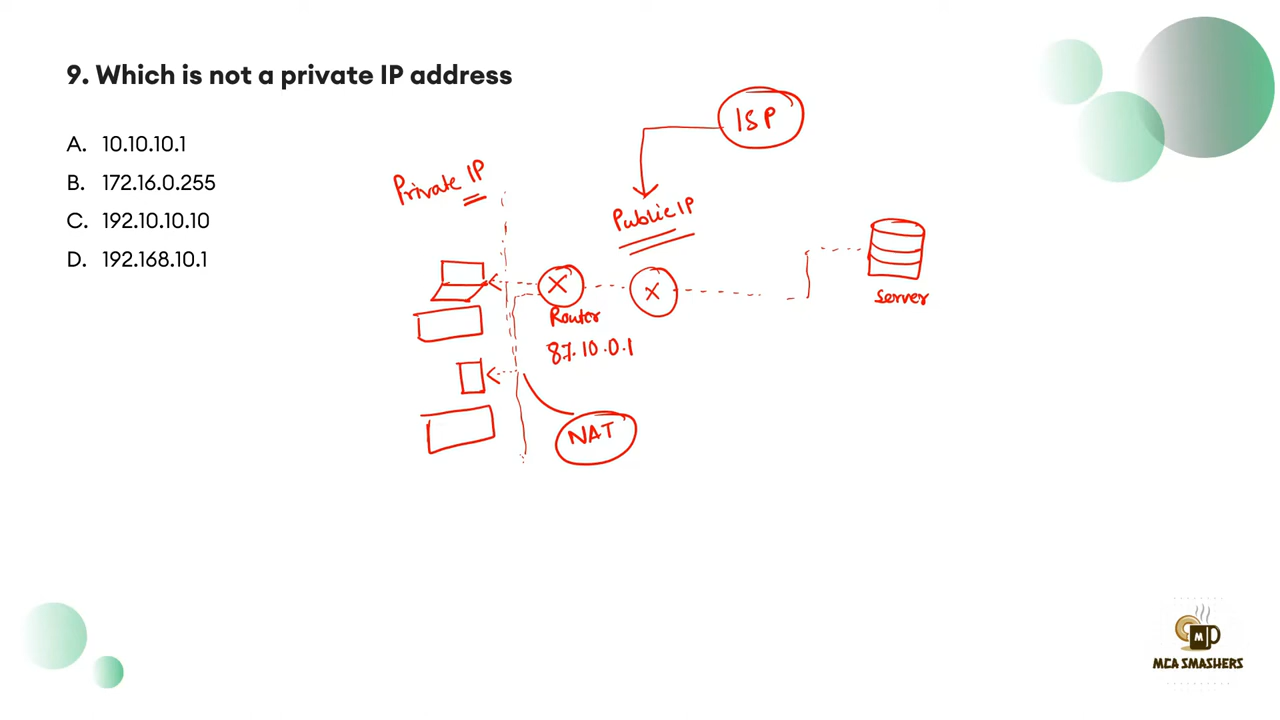 9. Which is not a private IP address
A. 10.10.10.1
B. 172.16.0.255
C. 192.10.10.10
D. 192.168.10.1
ISP
Private IP
Public IP
X
X
Router
87.10.0.1
Server
NAT
M
MCA SMASHERS